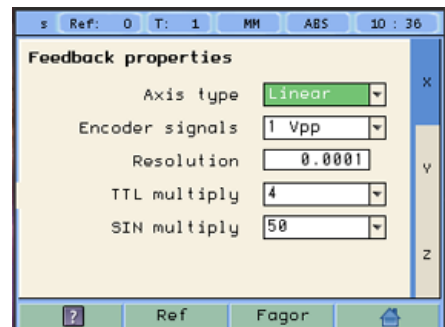 s Ref: 0 T: 1 MM ABS 10 : 36
Feedback properties
Axis type Linear
Encoder signals 1 Vpp
Resolution 0.0001
TTL multiply 4
SIN multiply 50
X
Y
Z
? Ref Fagor